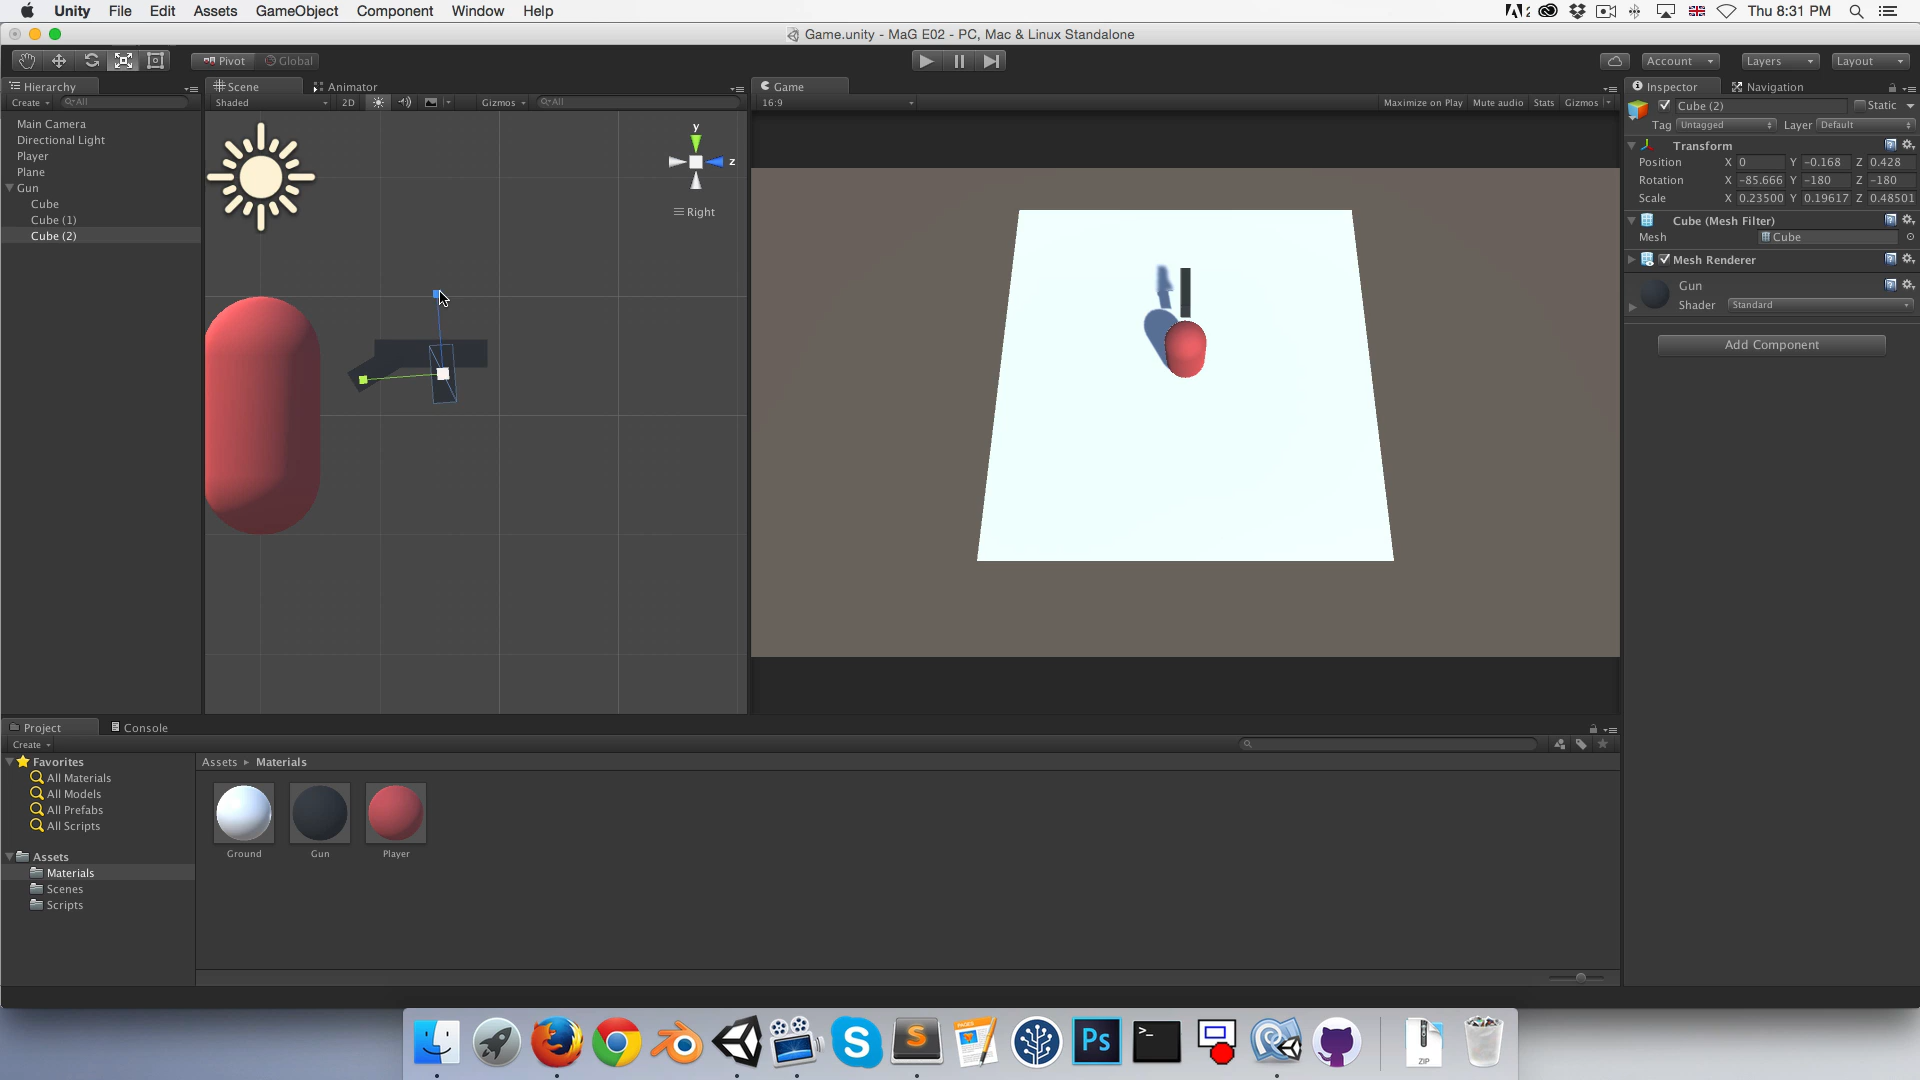 Unity File Edit Assets GameObject Component Window Help
Thu 8:31 PM
Game.unity - MaG E02 - PC, Mac & Linux Standalone
Pivot Global
Account Layers Layout
Hierarchy
Create All
Main Camera
Directional Light
Player
Plane
Gun
Cube
Cube (1)
Cube (2)
Scene Animator
Shaded 2D Gizmos All
y
z
Right
Game
16:9 Maximize on Play Mute audio Stats Gizmos
Inspector Navigation
Cube (2) Static
Tag Untagged Layer Default
Transform
Position X 0 Y -0.168 Z 0.428
Rotation X -85.666 Y -180 Z -180
Scale X 0.23500 Y 0.19617 Z 0.48501
Cube (Mesh Filter)
Mesh Cube
Mesh Renderer
Gun
Shader Standard
Add Component
Project Console
Create
Favorites
All Materials
All Models
All Prefabs
All Scripts
Assets
Materials
Scenes
Scripts
Assets Materials
Ground Gun Player
PAGES
Ps
ZIP